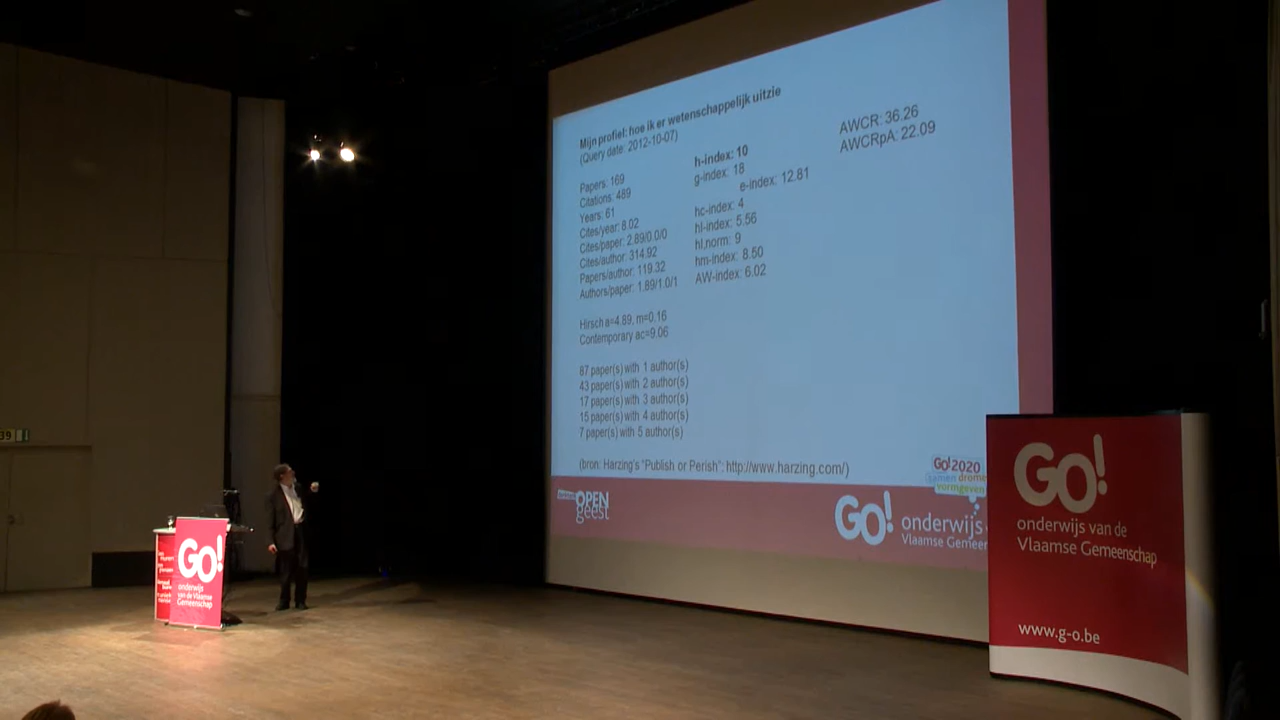 Mijn profiel: hoe ik er wetenschappelijk uitzie
(Query date: 2012-10-07)
Papers: 169
Citations: 489
Years: 61
Cites/year: 8.02
Cites/paper: 2.89/0.0/0
Cites/author: 314.92
Papers/author: 119.32
Authors/paper: 1.89/1.0/1
h-index: 10
g-index: 18
e-index: 12.81
hc-index: 4
hI-index: 5.56
hI,norm: 9
hm-index: 8.50
AW-index: 6.02
AWCR: 36.26
AWCRpA: 22.09
Hirsch a=4.89, m=0.16
Contemporary ac=9.06
87 paper(s) with 1 author(s)
43 paper(s) with 2 author(s)
17 paper(s) with 3 author(s)
15 paper(s) with 4 author(s)
7 paper(s) with 5 author(s)
(bron: Harzing's "Publish or Perish": http://www.harzing.com/)
OPEN
geest
GO!2020
samen drome
vormgeven
GO! onderwijs
Vlaamse Gemeen
GO!
onderwijs van de
Vlaamse Gemeenschap
www.g-o.be
GO!
onderwijs
van de Vlaamse
Gemeenschap
39